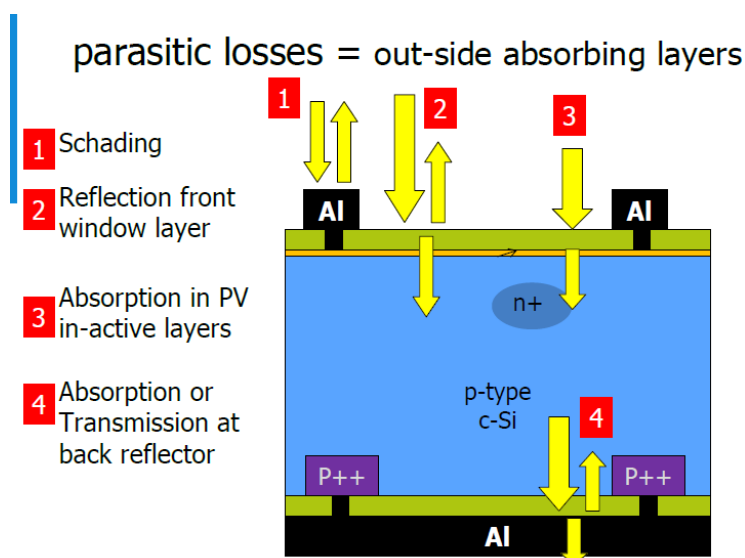 parasitic losses = out-side absorbing layers
1 Schading
2 Reflection front
window layer
3 Absorption in PV
in-active layers
4 Absorption or
Transmission at
back reflector
1
2
3
Al
Al
n+
p-type
c-Si
4
P++
P++
Al